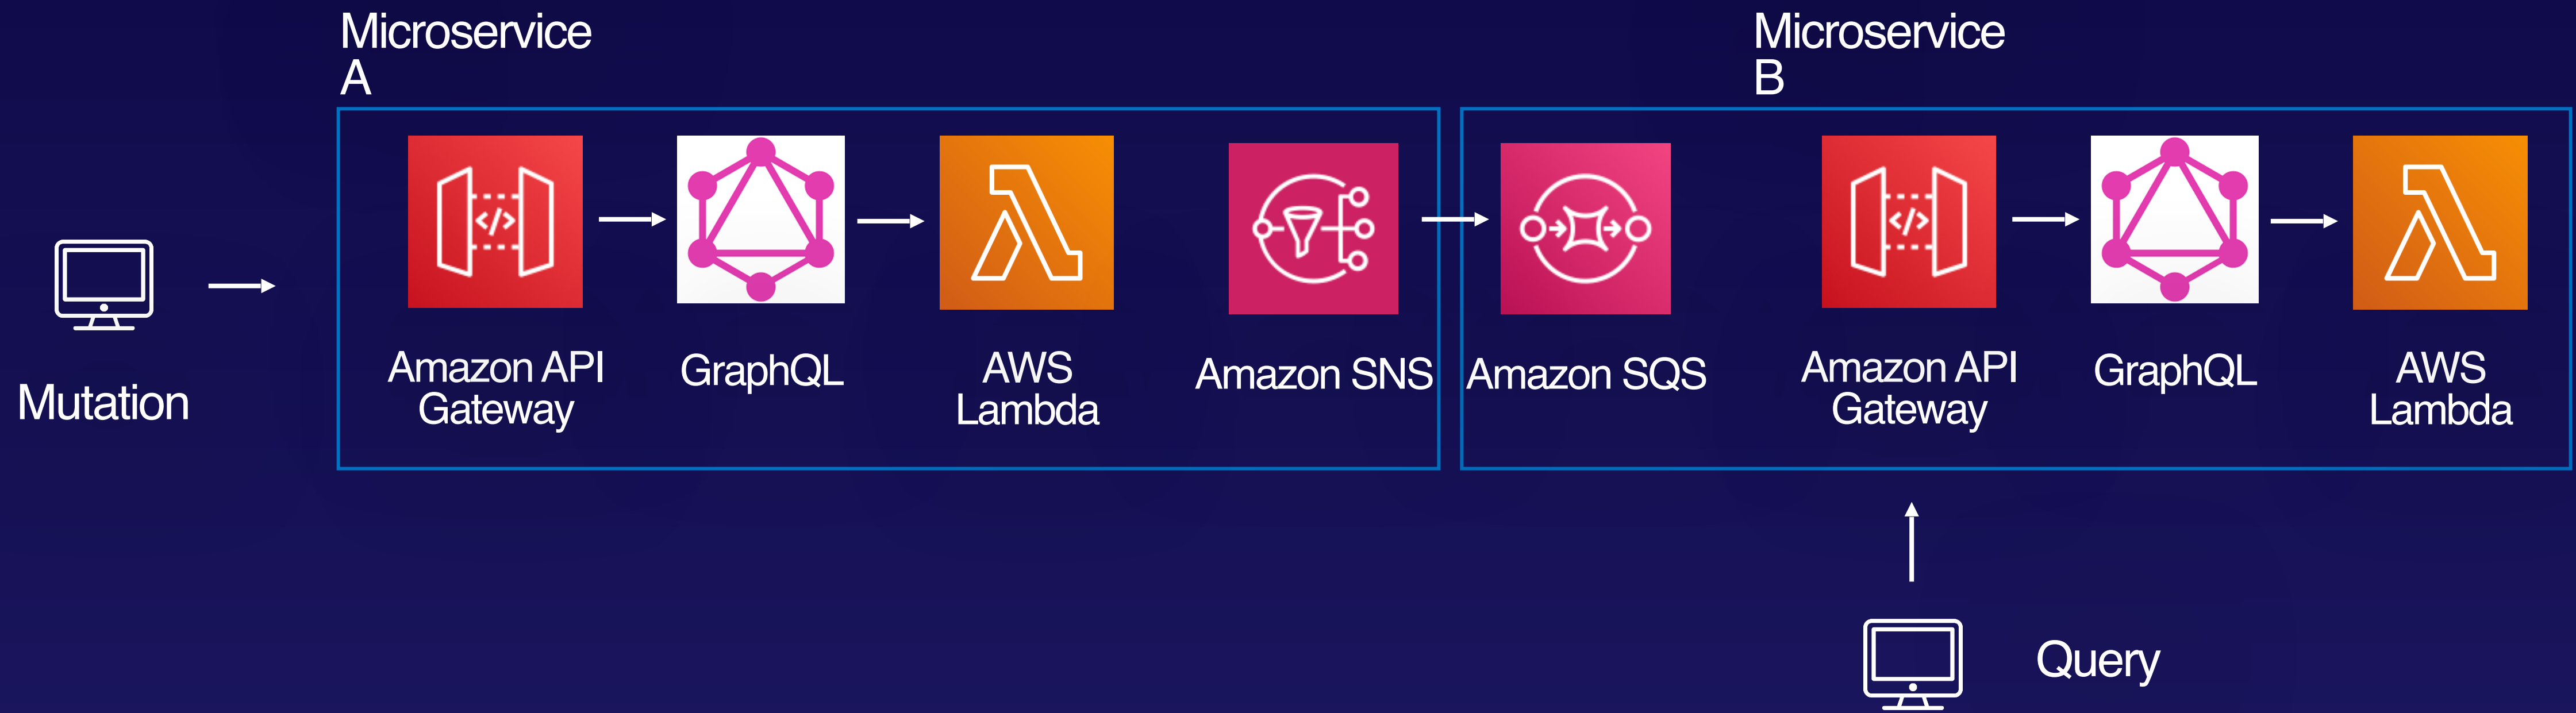 Microservice
A
Microservice
B
</>
</>
Mutation
Amazon API
Gateway
GraphQL
AWS
Lambda
Amazon SNS
Amazon SQS
Amazon API
Gateway
GraphQL
AWS
Lambda
Query